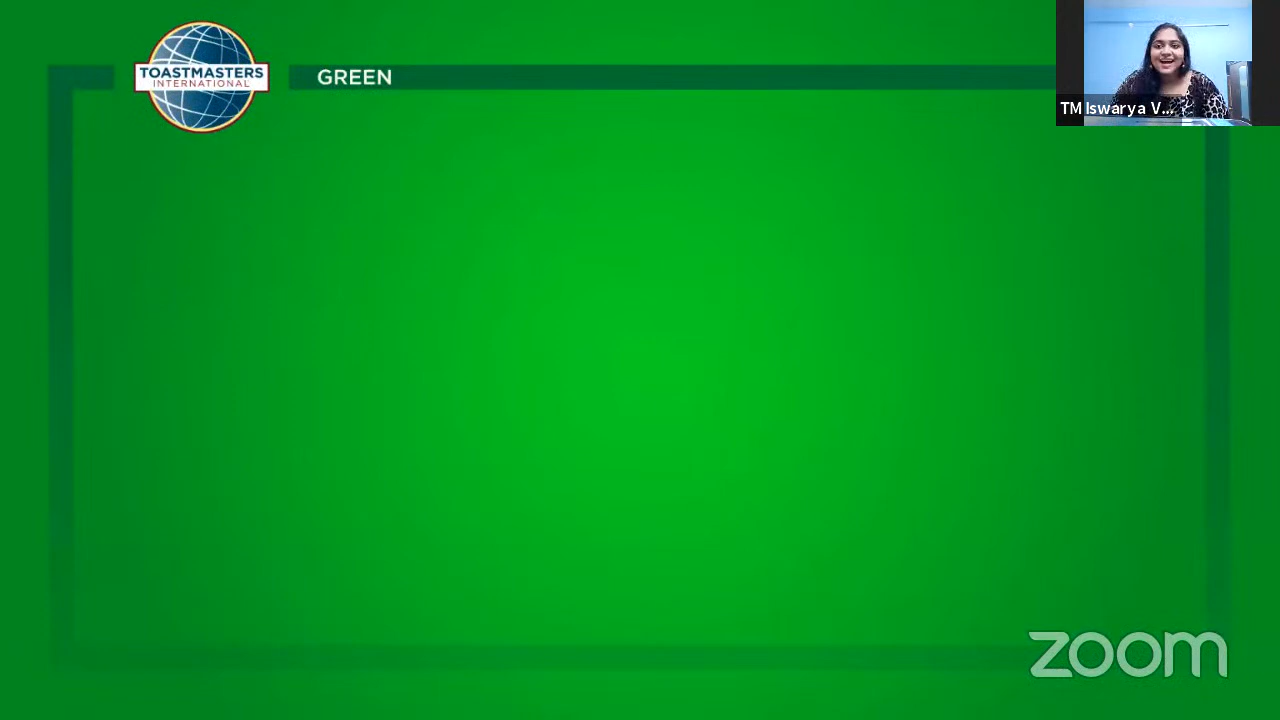 TOASTMASTERS
INTERNATIONAL
GREEN
TM Iswarya V...
zoom